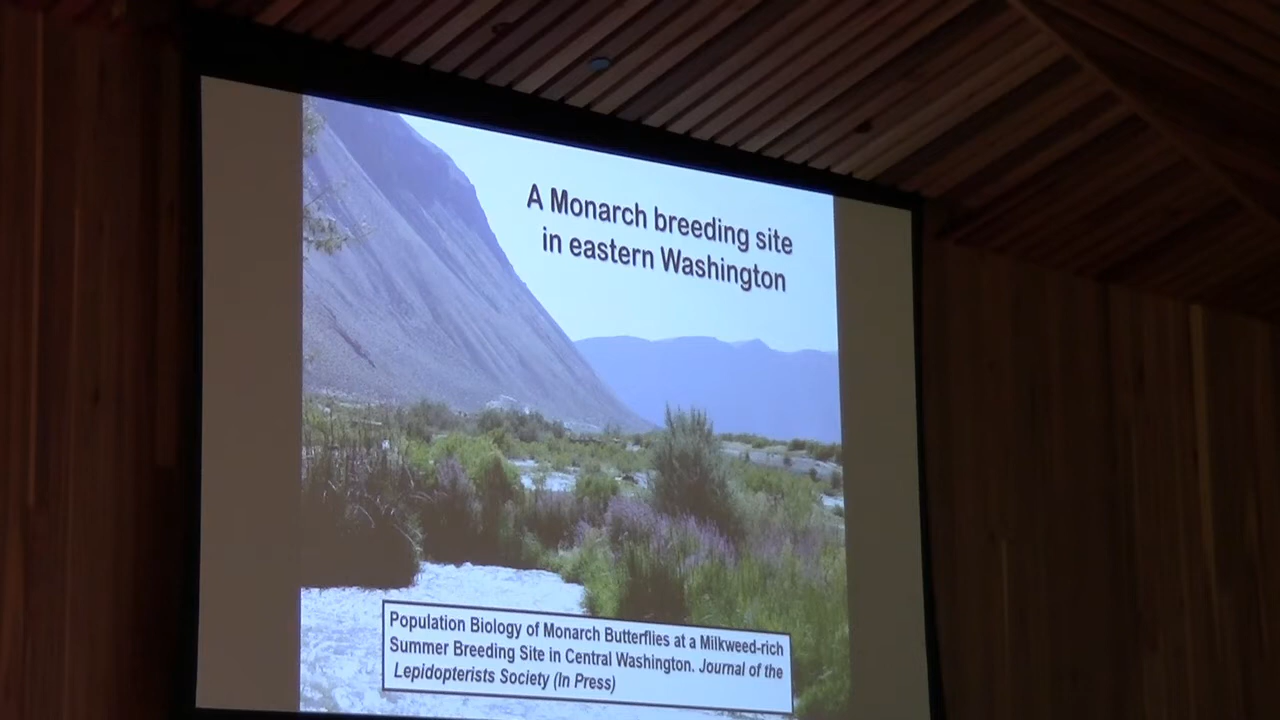 A Monarch breeding site
in eastern Washington
Population Biology of Monarch Butterflies at a Milkweed-rich
Summer Breeding Site in Central Washington. Journal of the
Lepidopterists Society (In Press)